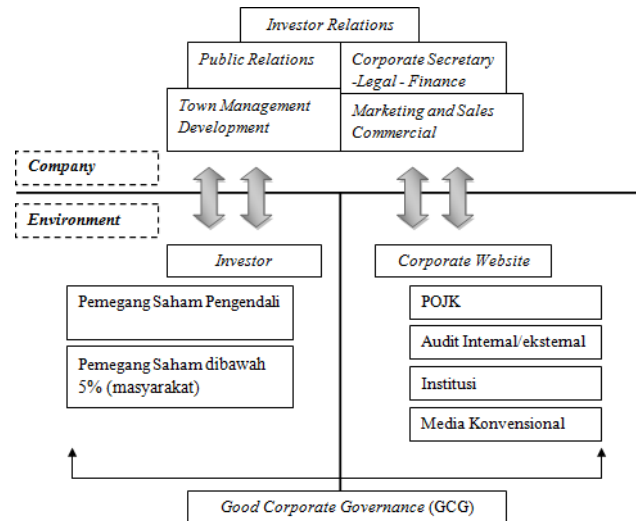 Investor Relations
Public Relations
Corporate Secretary
-Legal - Finance
Town Management
Development
Marketing and Sales
Commercial
Company
Environment
Investor
Corporate Website
Pemegang Saham Pengendali
Pemegang Saham dibawah
5% (masyarakat)
POJK
Audit Internal/eksternal
Institusi
Media Konvensional
Good Corporate Governance (GCG)